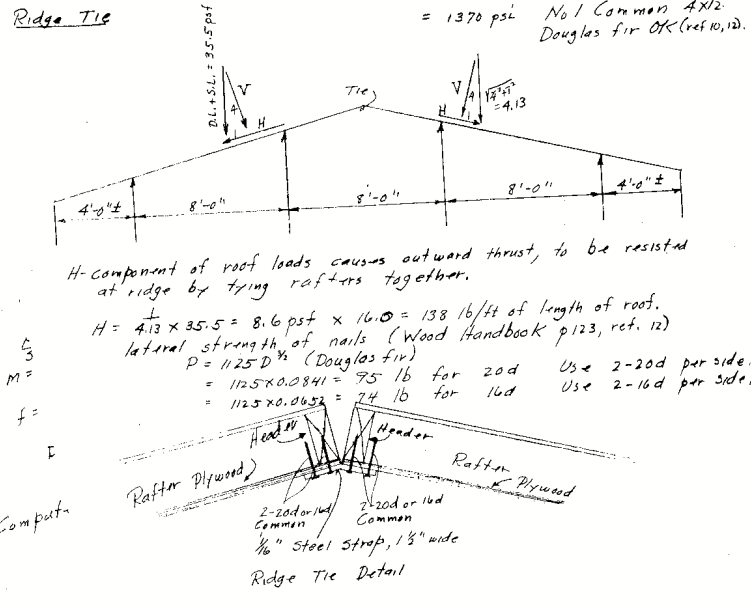 Ridge Tie
= 1370 psi No 1 Common 4x12.
Douglas fir OK (ref 10,12).
D.L.+S.L. = 35.5 psf
V
4
1
H
Tie
V
4
H
1
√4²+1²
= 4.13
4'-0"±
8'-0"
8'-0"
8'-0"
4'-0"±
H-component of roof loads causes outward thrust, to be resisted
at ridge by tying rafters together.
H = 1/4.13 x 35.5 = 8.6 psf x 16.0 = 138 lb/ft of length of roof.
lateral strength of nails (Wood Handbook p123, ref. 12)
P = 1125 D^3/2 (Douglas fir)
= 1125 x 0.0841 = 95 lb for 20d Use 2-20d per side.
= 1125 x 0.0652 = 74 lb for 16d Use 2-16d per side.
m =
f =
I
Header
Header
Rafter Plywood
Rafter
Plywood
2-20d or 16d
Common
2-20d or 16d
Common
1/16" Steel Strap, 1 1/2" wide
Ridge Tie Detail